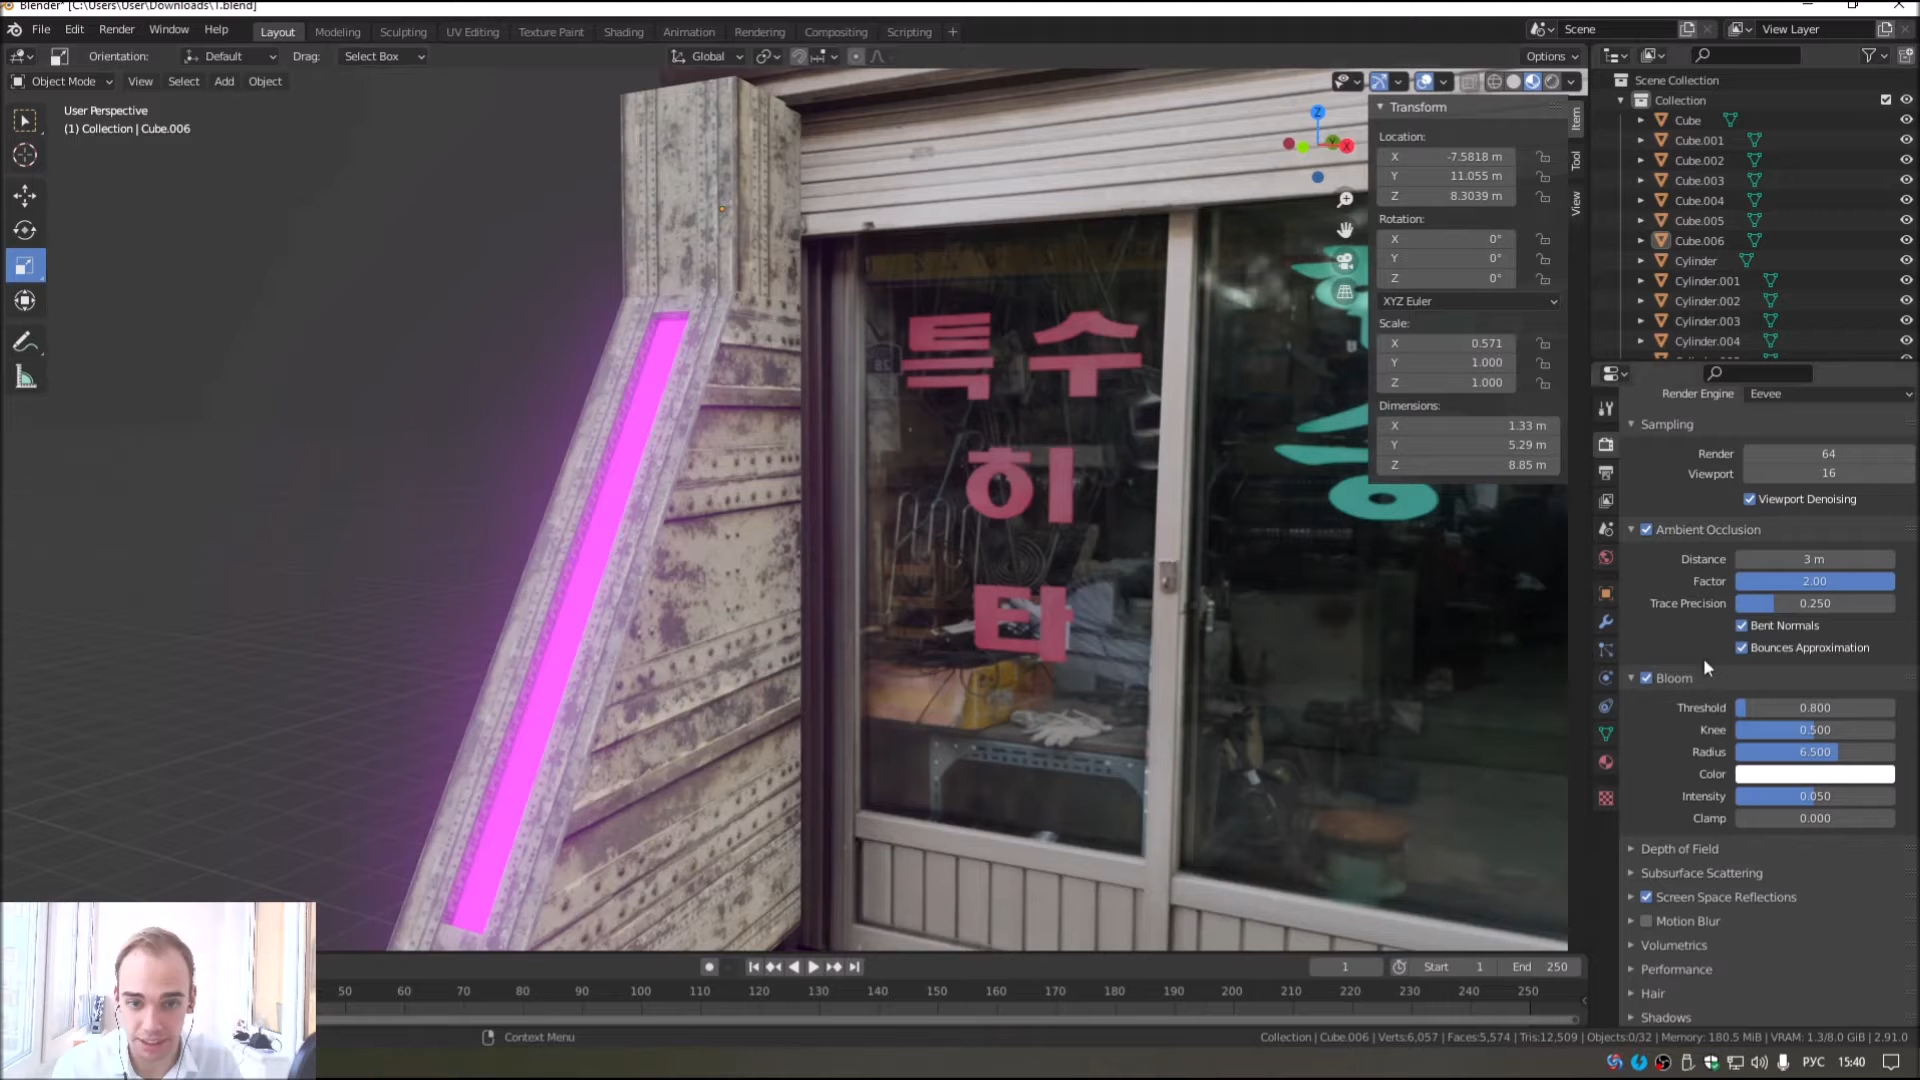 Blender* [C:\Users\User\Downloads\T.blend]
File Edit Render Window Help Layout Modeling Sculpting UV Editing Texture Paint Shading Animation Rendering Compositing Scripting + Scene View Layer
Orientation: Default Drag: Select Box Global Options
Object Mode View Select Add Object
User Perspective
(1) Collection | Cube.006
특수
히
타
Transform
Location:
X -7.5818 m
Y 11.055 m
Z 8.3039 m
Rotation:
X 0°
Y 0°
Z 0°
XYZ Euler
Scale:
X 0.571
Y 1.000
Z 1.000
Dimensions:
X 1.33 m
Y 5.29 m
Z 8.85 m
Item
Tool
View
Z
Y
X
Scene Collection
Collection
Cube
Cube.001
Cube.002
Cube.003
Cube.004
Cube.005
Cube.006
Cylinder
Cylinder.001
Cylinder.002
Cylinder.003
Cylinder.004
Render Engine Eevee
Sampling
Render 64
Viewport 16
Viewport Denoising
Ambient Occlusion
Distance 3 m
Factor 2.00
Trace Precision 0.250
Bent Normals
Bounces Approximation
Bloom
Threshold 0.800
Knee 0.500
Radius 6.500
Color
Intensity 0.050
Clamp 0.000
Depth of Field
Subsurface Scattering
Screen Space Reflections
Motion Blur
Volumetrics
Performance
Hair
Shadows
1 Start 1 End 250
50 60 70 80 90 100 110 120 130 140 150 160 170 180 190 200 210 220 230 240 250
Context Menu
Collection | Cube.006 | Verts:6,057 | Faces:5,574 | Tris:12,509 | Objects:0/32 | Memory: 180.5 MiB | VRAM: 1.3/8.0 GiB | 2.91.0
РУС 15:40